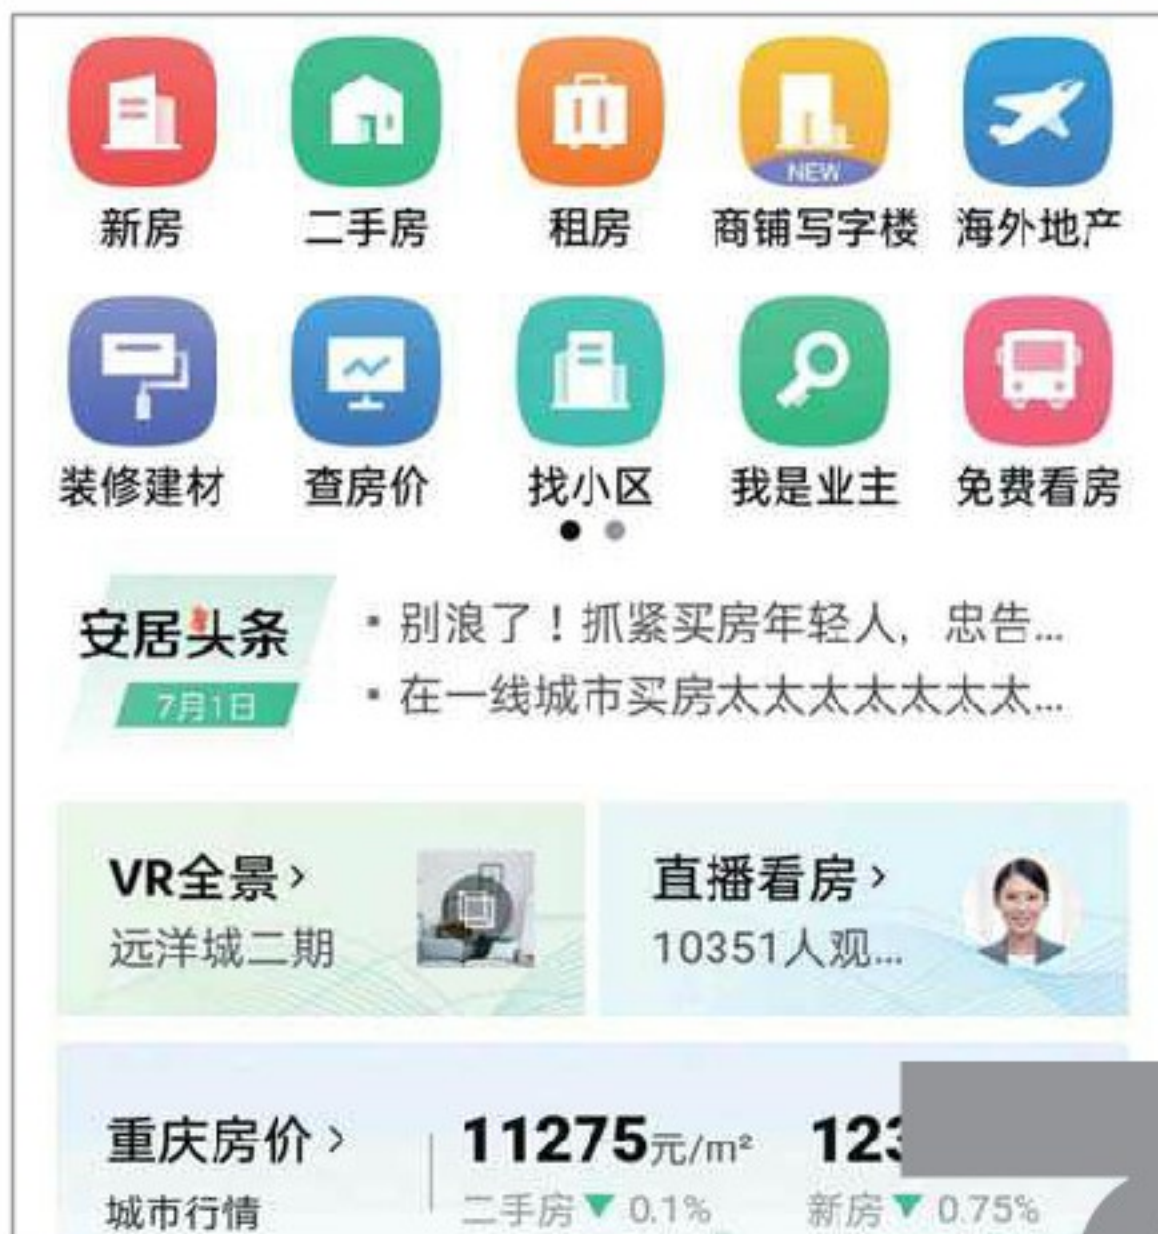 NEW
新房 二手房 租房 商铺写字楼 海外地产
装修建材 查房价 找小区 我是业主 免费看房
安居头条
7月1日
别浪了！抓紧买房年轻人，忠告...
在一线城市买房太太太太太太太...
VR全景>
远洋城二期
直播看房>
10351人观...
重庆房价>
11275元/m² 123
城市行情
二手房▼0.1% 新房▼0.75%